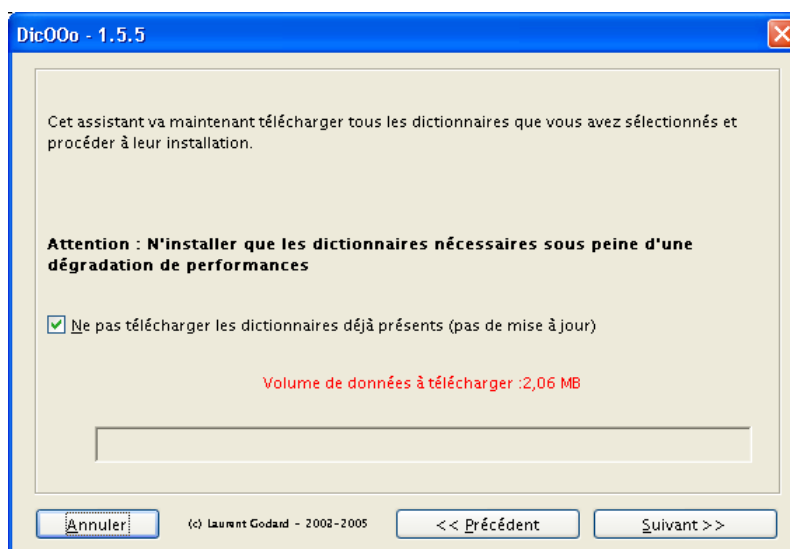 DicOOo - 1.5.5
Cet assistant va maintenant télécharger tous les dictionnaires que vous avez sélectionnés et
procéder à leur installation.
Attention : N'installer que les dictionnaires nécessaires sous peine d'une
dégradation de performances
Ne pas télécharger les dictionnaires déjà présents (pas de mise à jour)
Volume de données à télécharger :2,06 MB
Annuler
(c) Laurent Godard - 2002-2005
<< Précédent
Suivant >>